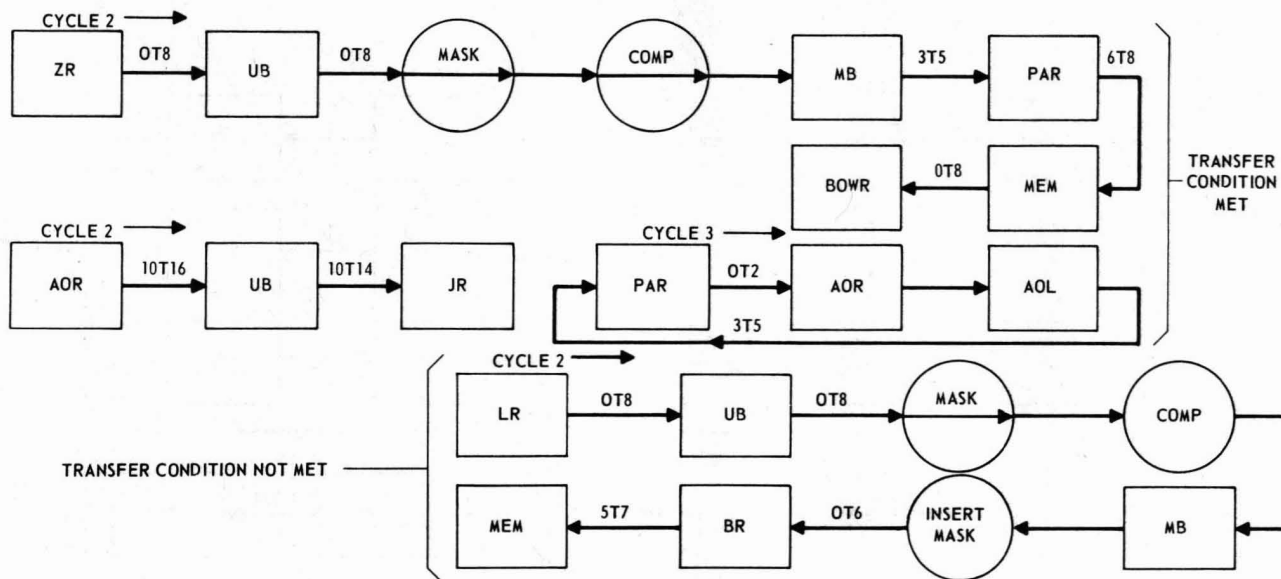 CYCLE 2
ZR
OT8
UB
OT8
MASK
COMP
MB
3T5
PAR
6T8
BOWR
OT8
MEM
TRANSFER
CONDITION
MET
CYCLE 2
AOR
10T16
UB
10T14
JR
CYCLE 3
PAR
OT2
AOR
AOL
3T5
CYCLE 2
LR
OT8
UB
OT8
MASK
COMP
TRANSFER CONDITION NOT MET
MEM
5T7
BR
OT6
INSERT
MASK
MB